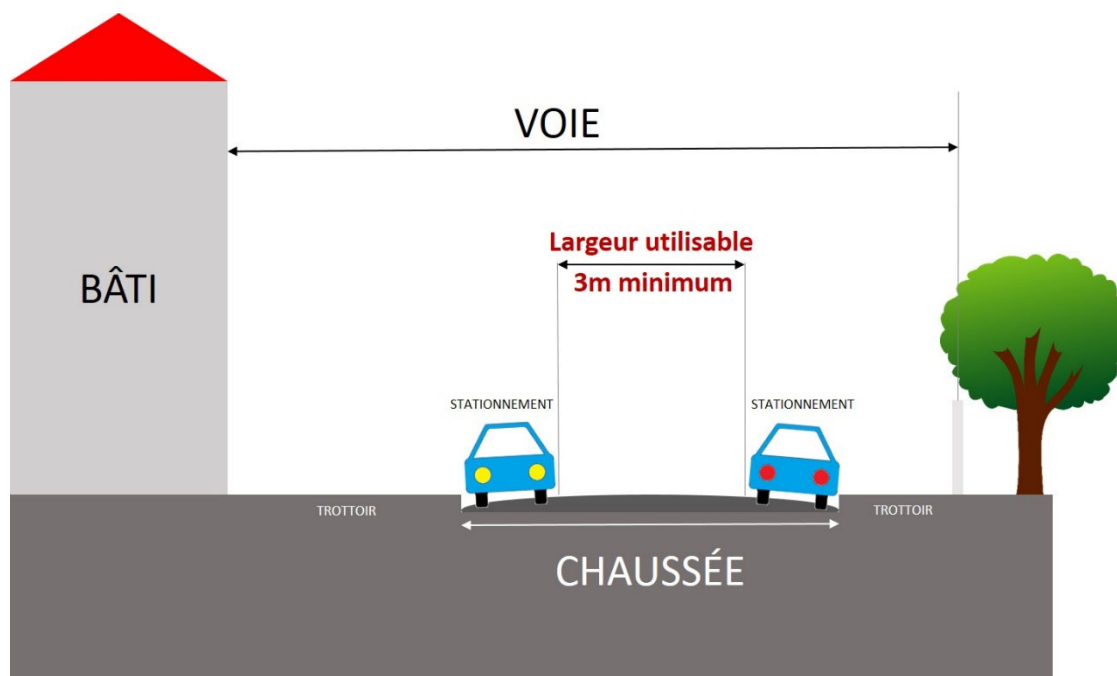 VOIE
Largeur utilisable
3m minimum
BÂTI
STATIONNEMENT
STATIONNEMENT
TROTTOIR
TROTTOIR
CHAUSSÉE